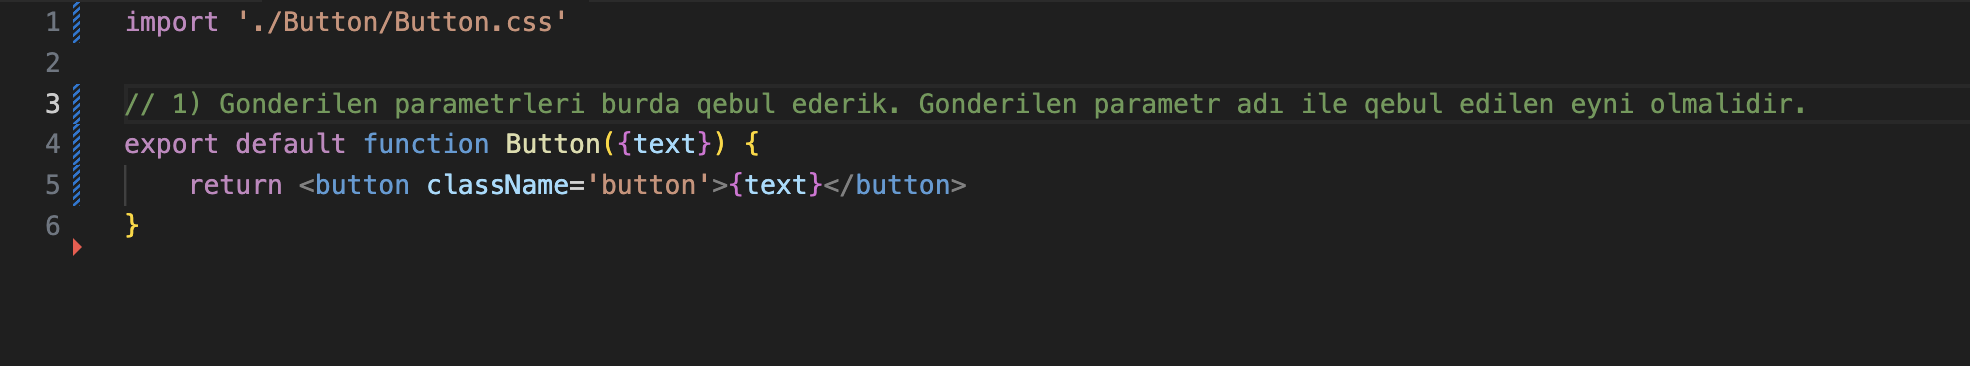 1 import './Button/Button.css'
2
3 // 1) Gonderilen parametrleri burda qebul ederik. Gonderilen parametr adı ile qebul edilen eyni olmalidir.
4 export default function Button({text}) {
5     return <button className='button'>{text}</button>
6 }